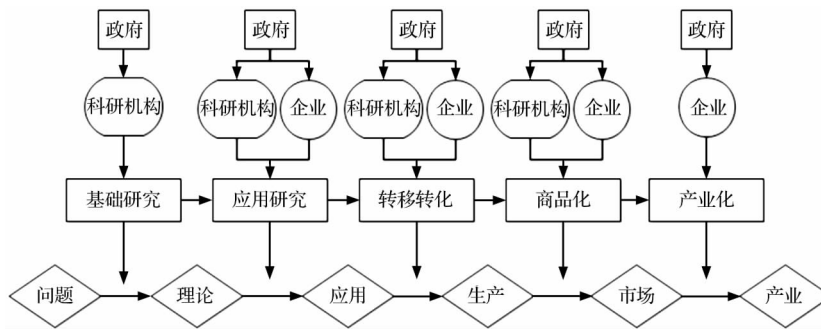 政府
政府
政府
政府
政府
科研机构
科研机构
企业
科研机构
企业
科研机构
企业
企业
基础研究
应用研究
转移转化
商品化
产业化
问题
理论
应用
生产
市场
产业